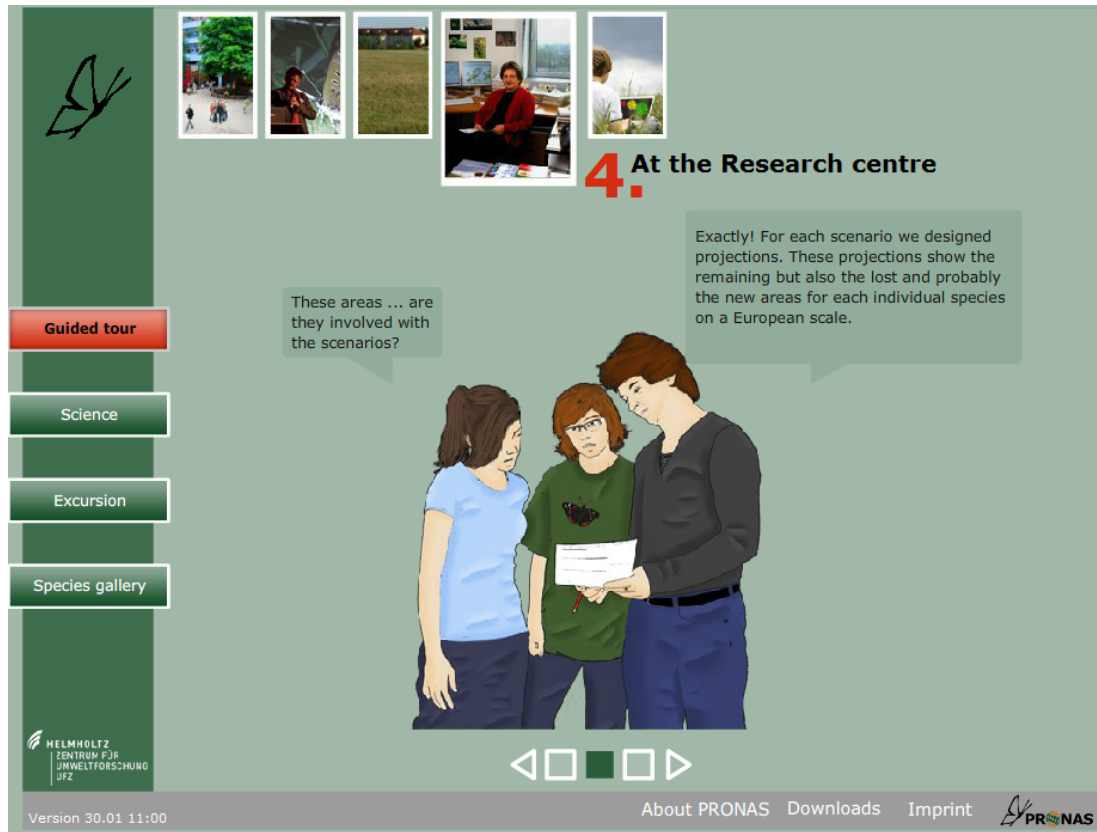 4. At the Research centre
Exactly! For each scenario we designed
projections. These projections show the
remaining but also the lost and probably
the new areas for each individual species
on a European scale.
These areas ... are
they involved with
the scenarios?
Guided tour
Science
Excursion
Species gallery
HELMHOLTZ
ZENTRUM FÜR
UMWELTFORSCHUNG
UFZ
Version 30.01 11:00
About PRONAS
Downloads
Imprint
PRONAS